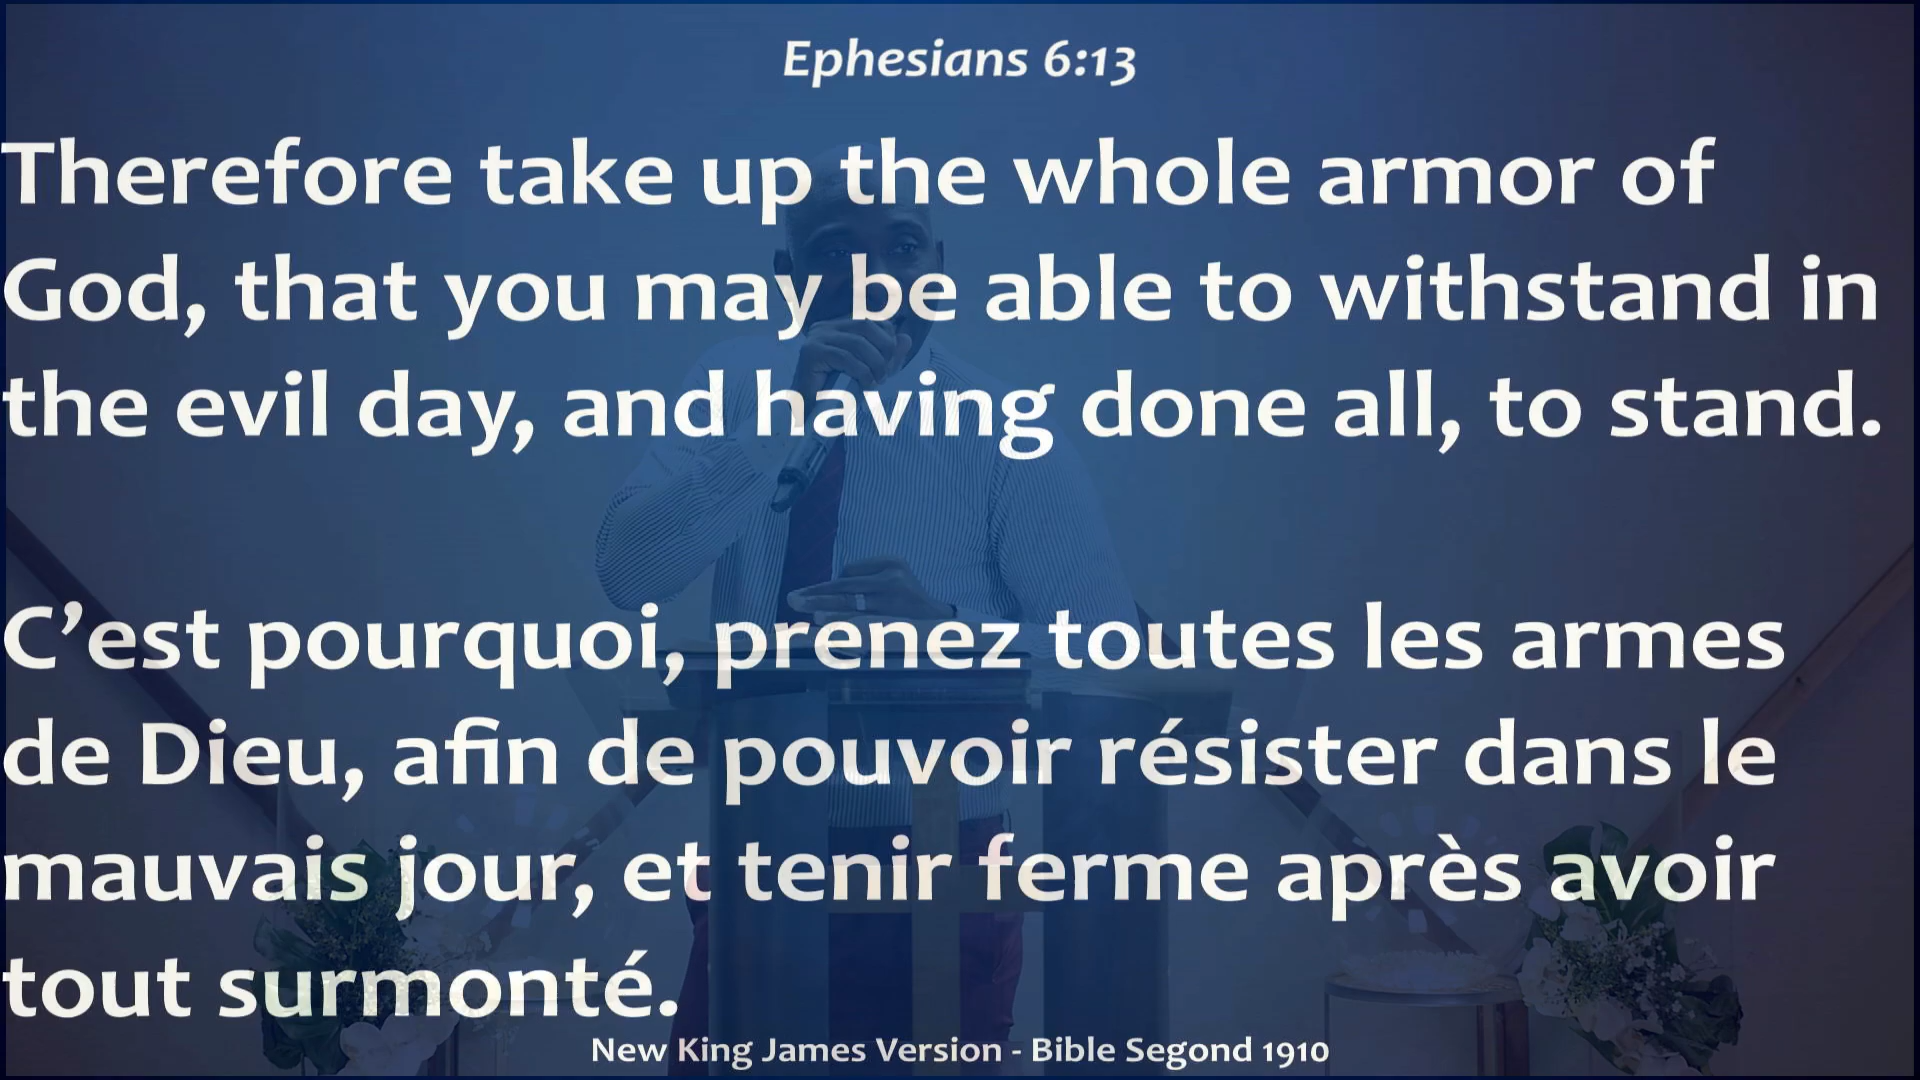 Ephesians 6:13
Therefore take up the whole armor of
God, that you may be able to withstand in
the evil day, and having done all, to stand.
C’est pourquoi, prenez toutes les armes
de Dieu, afin de pouvoir résister dans le
mauvais jour, et tenir ferme après avoir
tout surmonté.
New King James Version - Bible Segond 1910